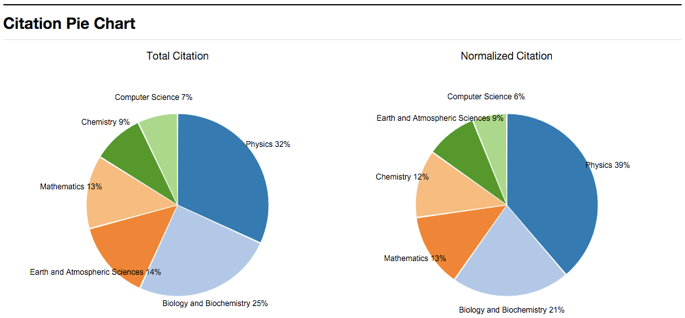 Citation Pie Chart
Total Citation
Computer Science 7%
Chemistry 9%
Physics 32%
Mathematics 13%
Earth and Atmospheric Sciences 14%
Biology and Biochemistry 25%
Normalized Citation
Computer Science 6%
Earth and Atmospheric Sciences 9%
Physics 39%
Chemistry 12%
Mathematics 13%
Biology and Biochemistry 21%